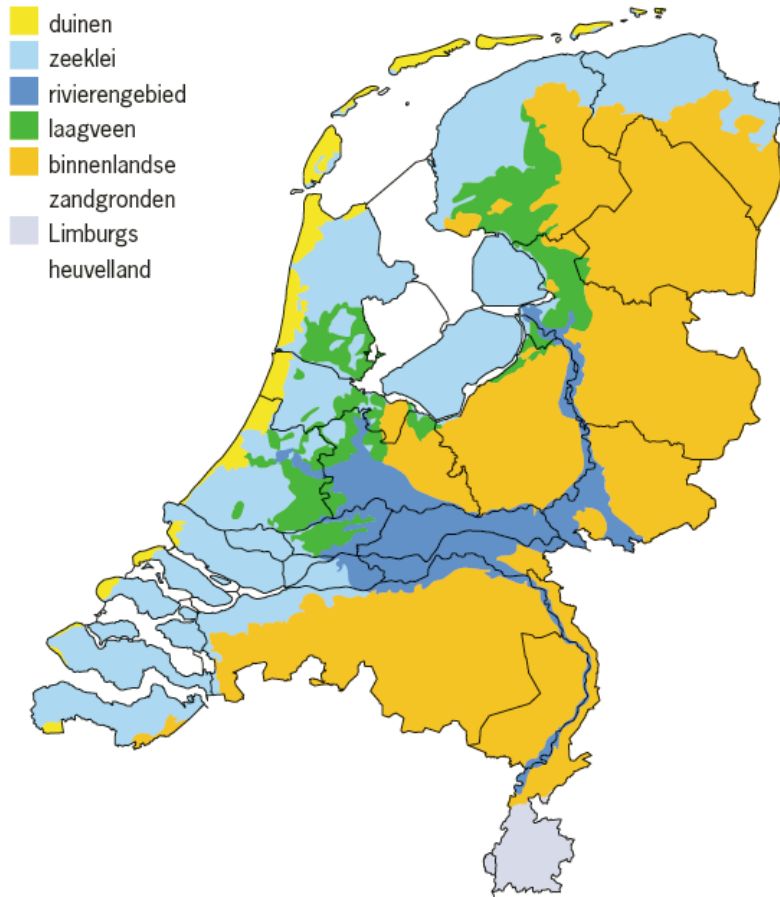 duinen
zeeklei
rivierengebied
laagveen
binnenlandse
zandgronden
Limburgs
heuvelland